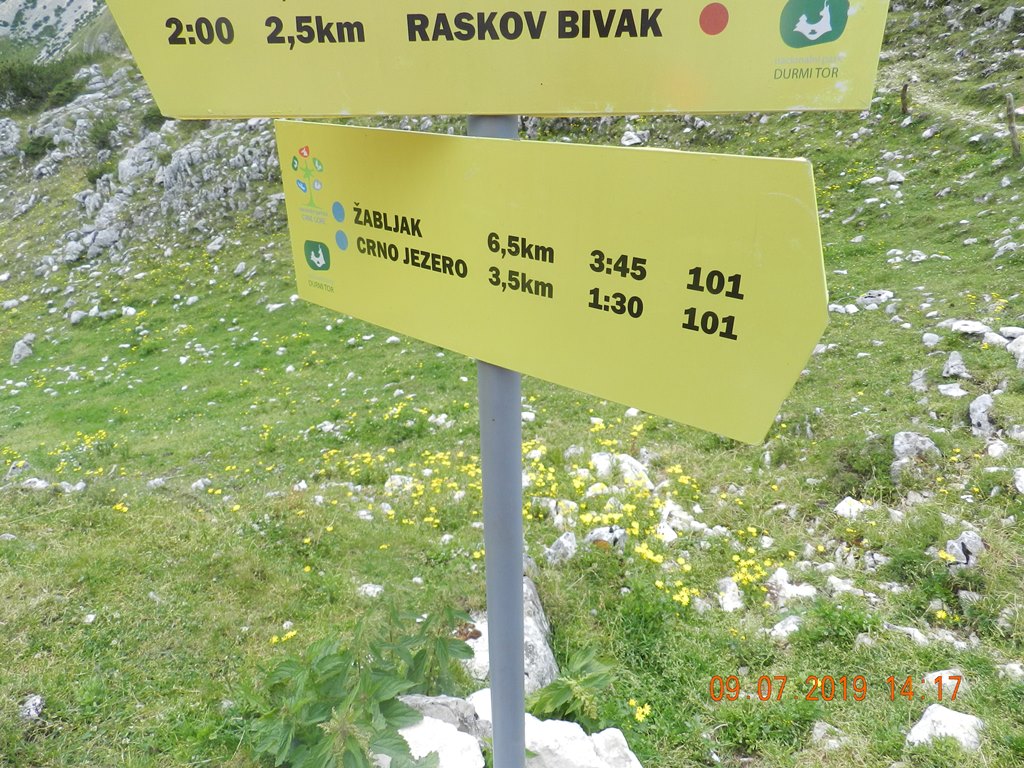 2:00 2,5km RASKOV BIVAK
DURMITOR
ŽABLJAK 6,5km 3:45 101
CRNO JEZERO 3,5km 1:30 101
DURMITOR
09.07.2019 14:17